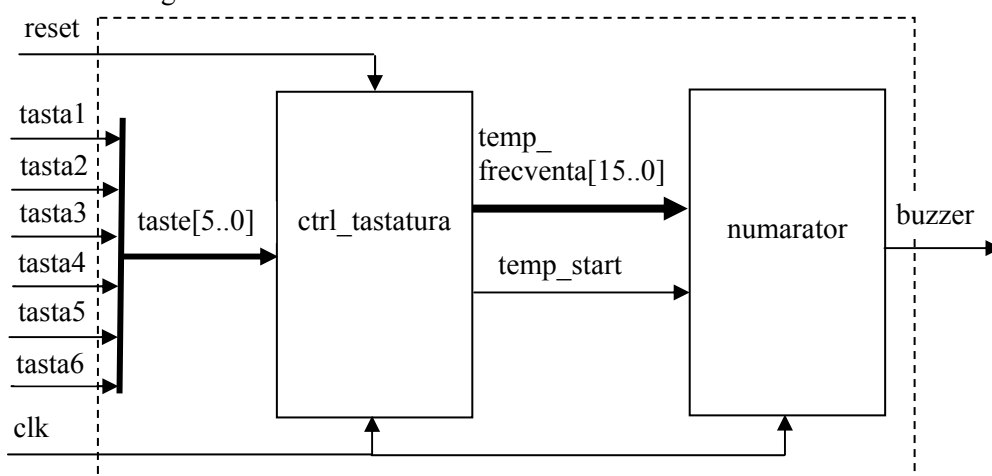 reset
tasta1
tasta2
tasta3
tasta4
tasta5
tasta6
clk
taste[5..0]
ctrl_tastatura
temp_
frecventa[15..0]
temp_start
numarator
buzzer